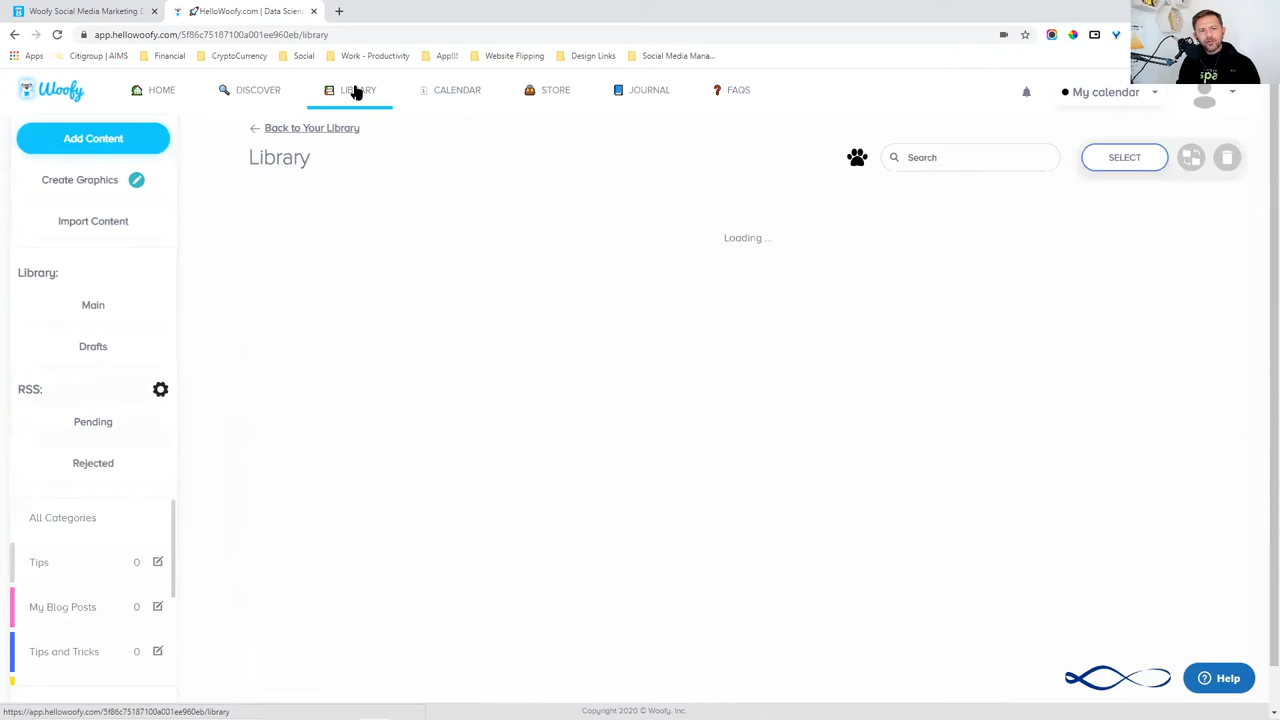 Woofy Social Media Marketing D
HelloWoofy.com | Data Scien
app.hellowoofy.com/5f86c75187100a001ee960eb/library
Apps
Citigroup | AIMS
Financial
CryptoCurrency
Social
Work - Productivity
App!!!
Website Flipping
Design Links
Social Media Mana...
Woofy
HOME
DISCOVER
LIBRARY
CALENDAR
STORE
JOURNAL
FAQS
My calendar
Add Content
Create Graphics
Import Content
Library:
Main
Drafts
RSS:
Pending
Rejected
All Categories
Tips 0
My Blog Posts 0
Tips and Tricks 0
Back to Your Library
Library
Search
SELECT
Loading ...
Help
https://app.hellowoofy.com/5f86c75187100a001ee960eb/library
Copyright 2020 © Woofy, Inc.